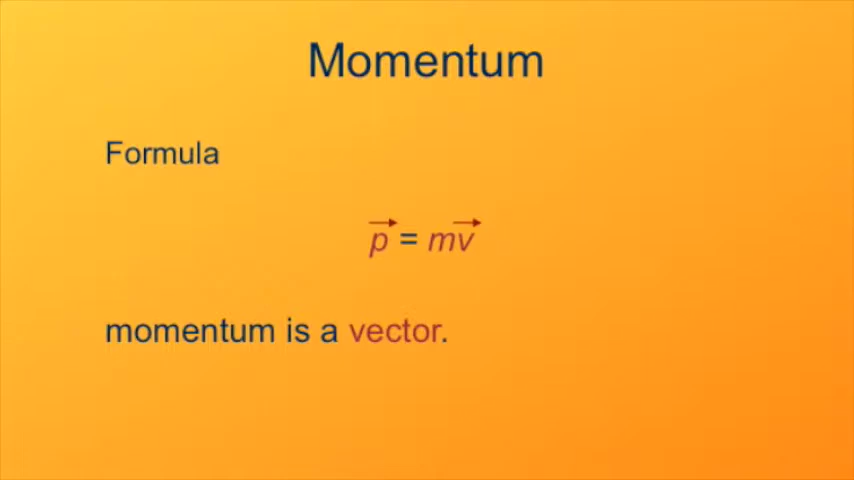 Momentum
Formula
p⃗ = mv⃗
momentum is a vector.